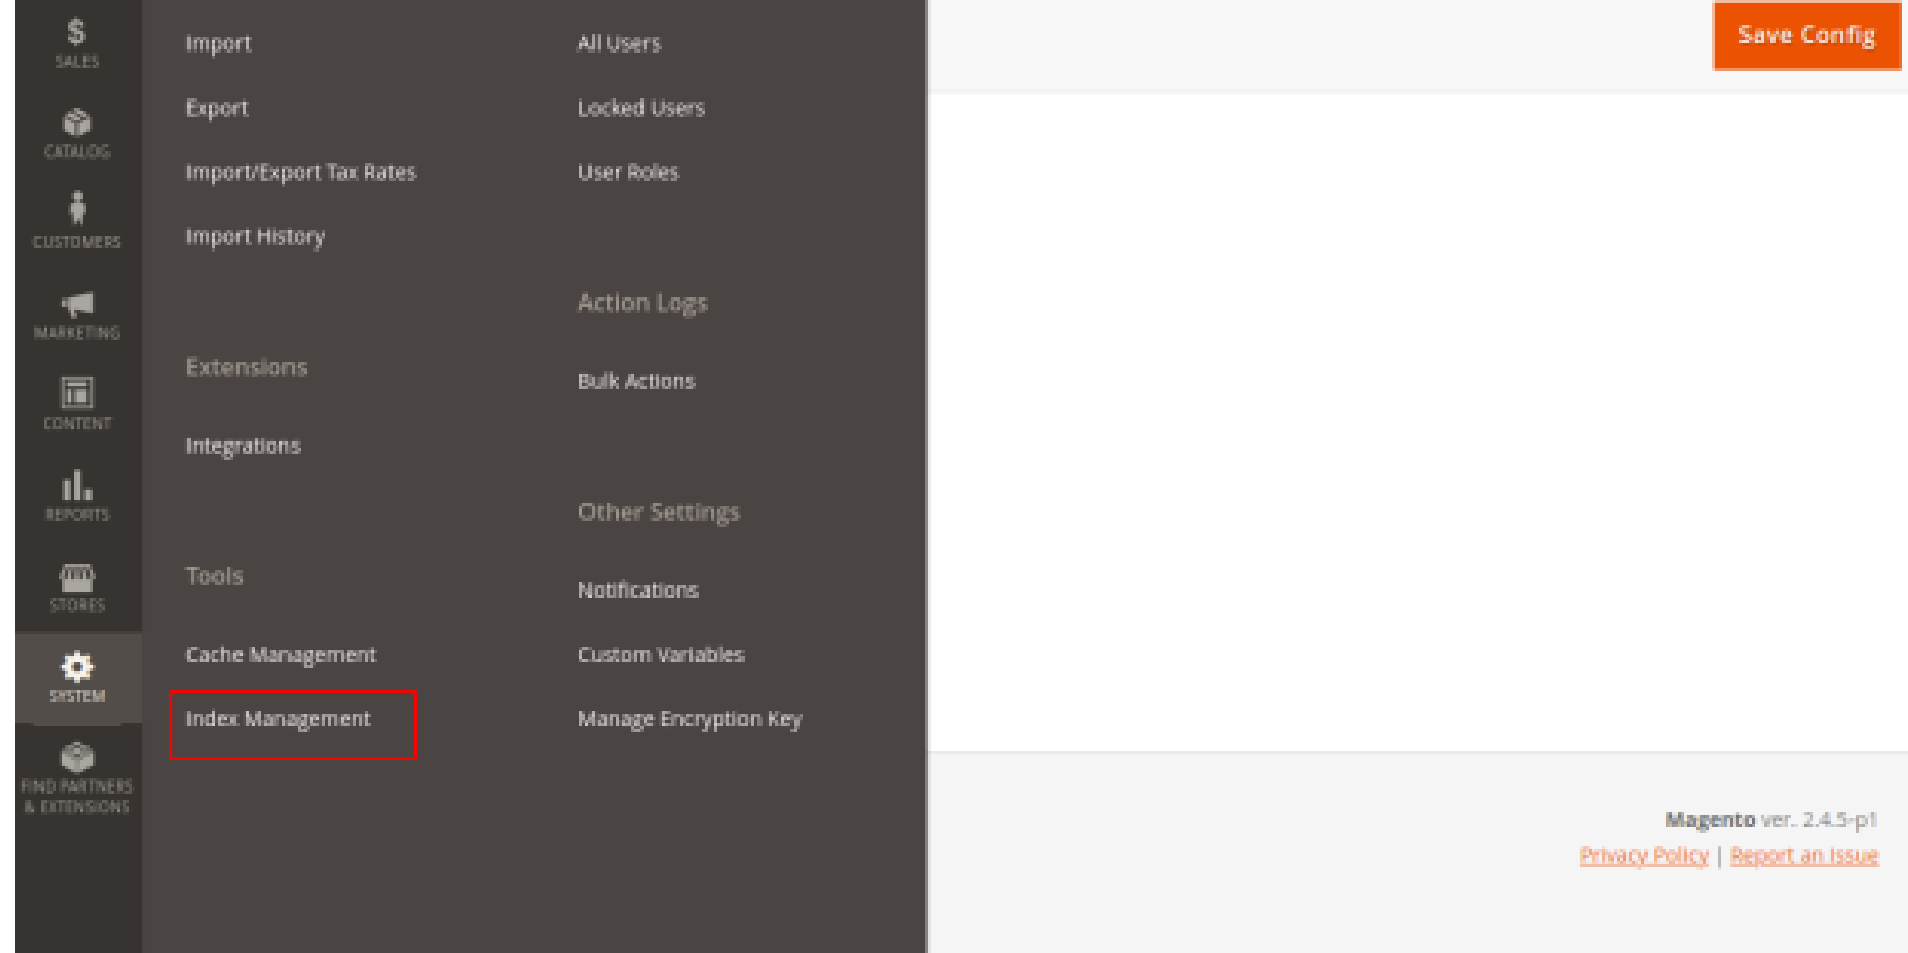 $
SALES
CATALOG
CUSTOMERS
MARKETING
CONTENT
REPORTS
STORES
SYSTEM
FIND PARTNERS
& EXTENSIONS
Import
Export
Import/Export Tax Rates
Import History
Extensions
Integrations
Tools
Cache Management
Index Management
All Users
Locked Users
User Roles
Action Logs
Bulk Actions
Other Settings
Notifications
Custom Variables
Manage Encryption Key
Save Config
Magento ver. 2.4.5-p1
Privacy Policy | Report an Issue